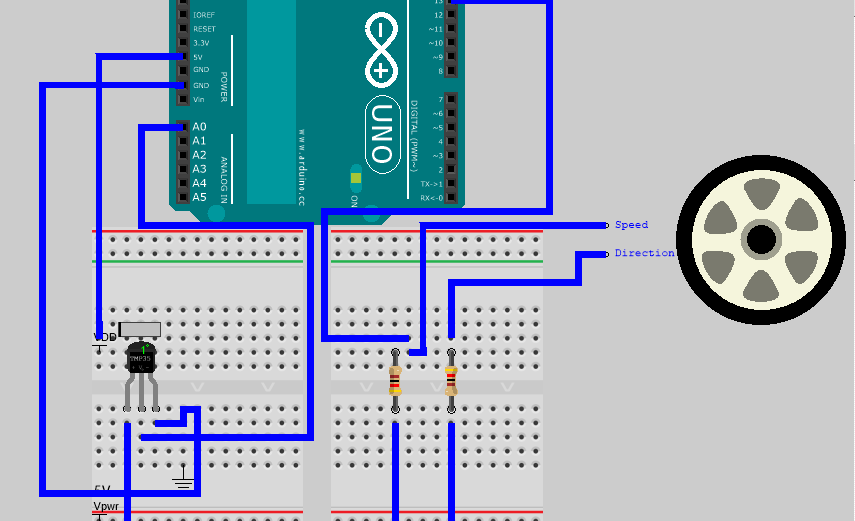 IOREF
RESET
3.3V
5V
GND
GND
Vin
POWER
A0
A1
A2
A3
A4
A5
ANALOG IN
www.arduino.cc
UNO
ON
DIGITAL (PWM~)
13
12
~11
~10
~9
8
7
~6
~5
4
~3
2
TX->1
RX<-0
Speed
Direction
VDD
TMP35
5V
Vpwr